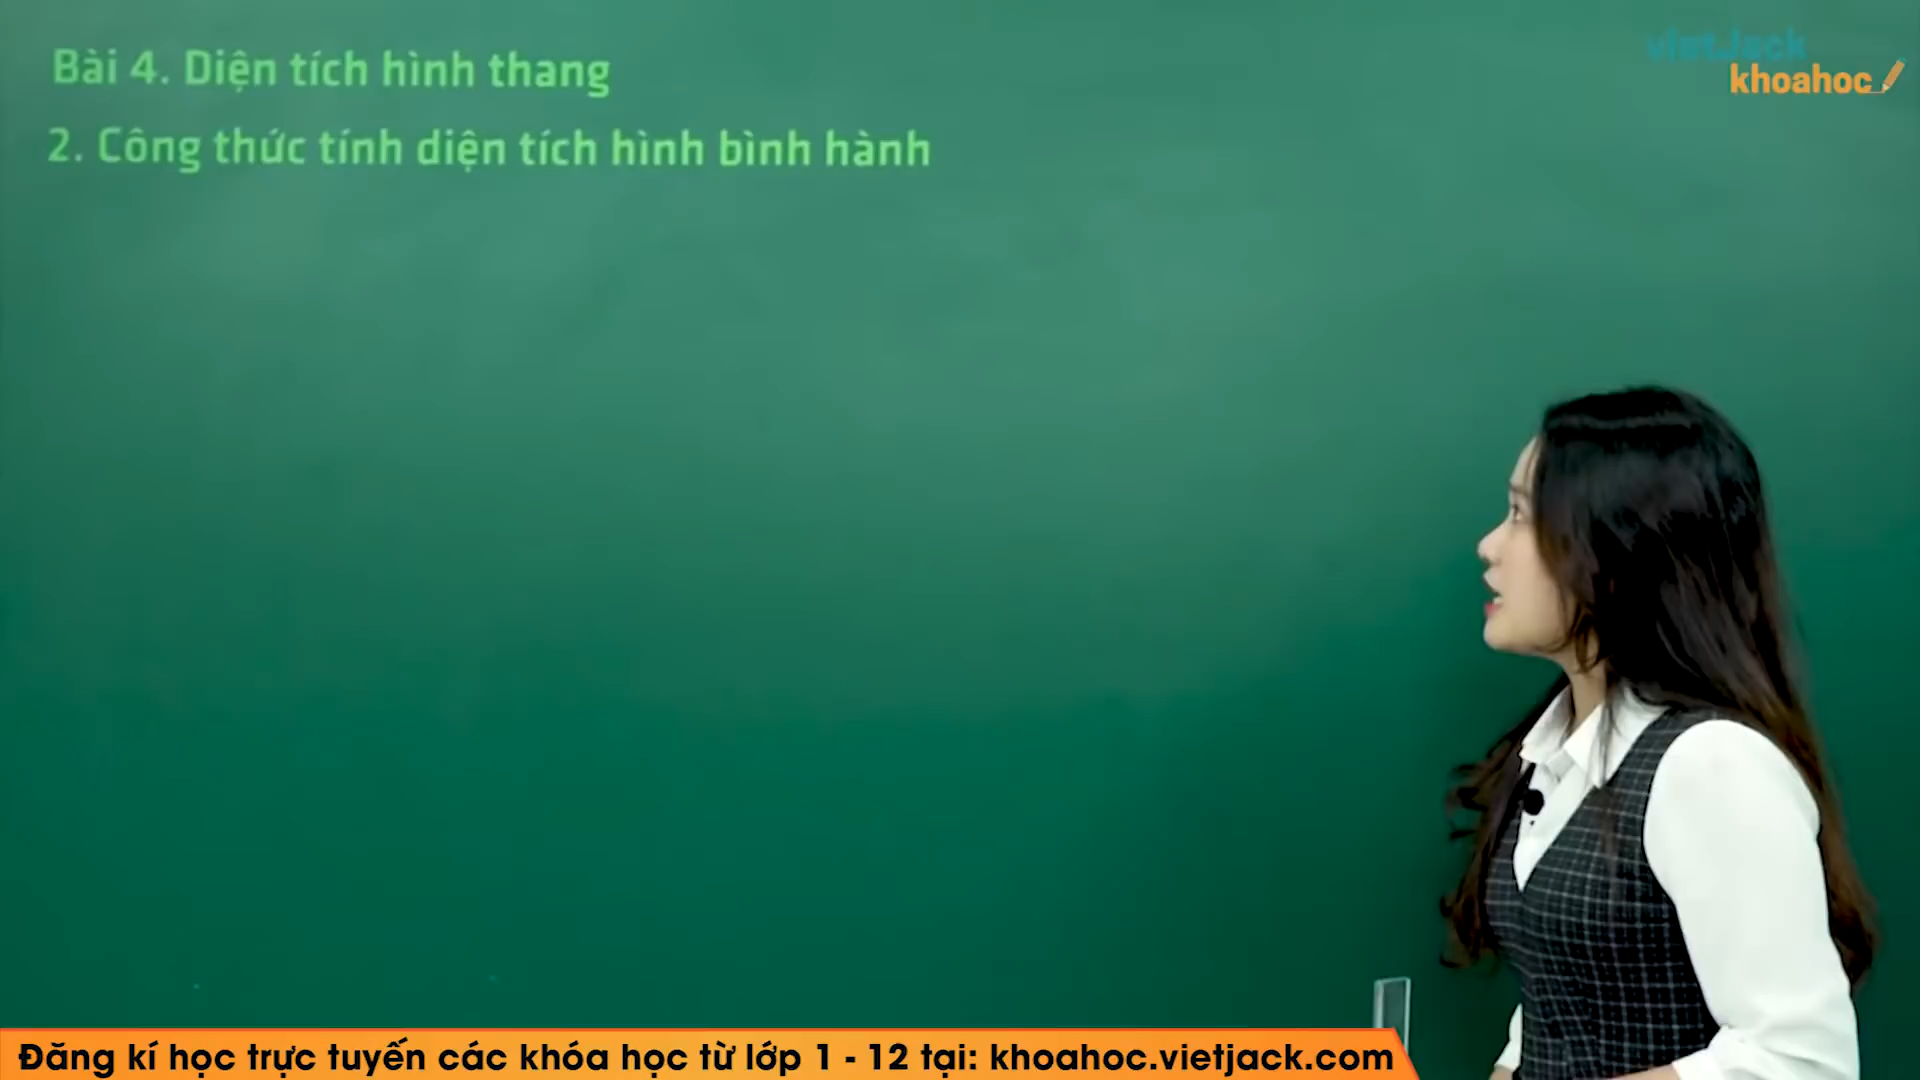 Bài 4. Diện tích hình thang
vietJack
khoahoc
2. Công thức tính diện tích hình bình hành
Đăng kí học trực tuyến các khóa học từ lớp 1 - 12 tại: khoahoc.vietjack.com